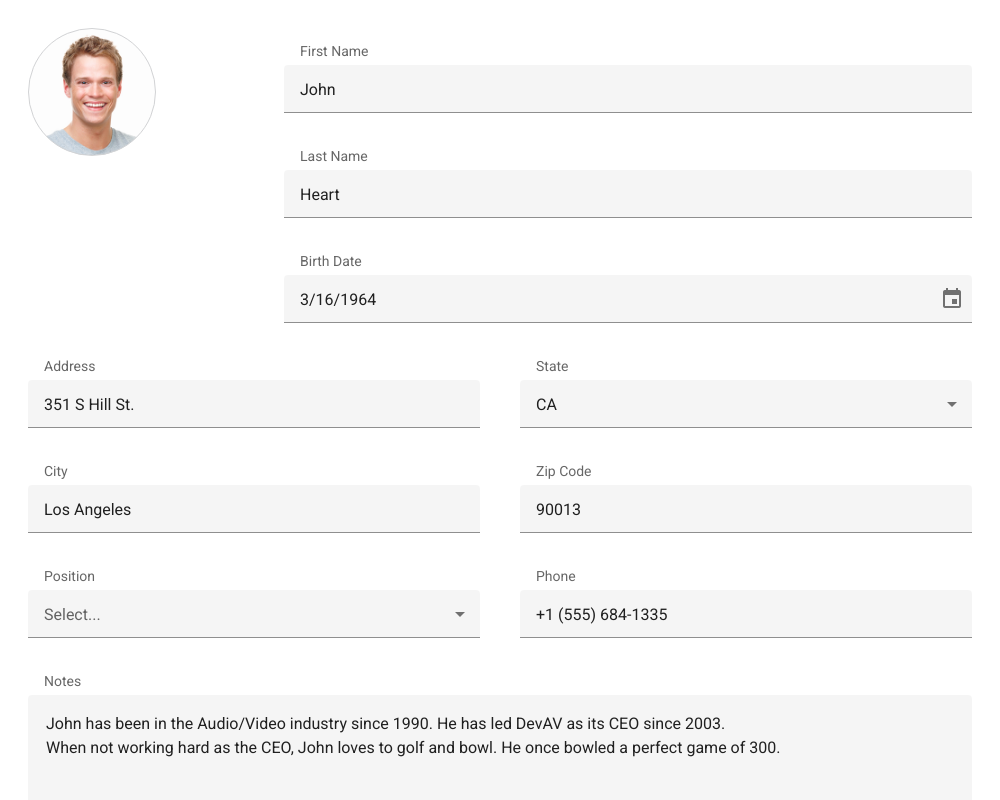 First Name
John
Last Name
Heart
Birth Date
3/16/1964
Address
State
351 S Hill St.
CA
City
Zip Code
Los Angeles
90013
Position
Phone
Select...
+1 (555) 684-1335
Notes
John has been in the Audio/Video industry since 1990. He has led DevAV as its CEO since 2003.
When not working hard as the CEO, John loves to golf and bowl. He once bowled a perfect game of 300.